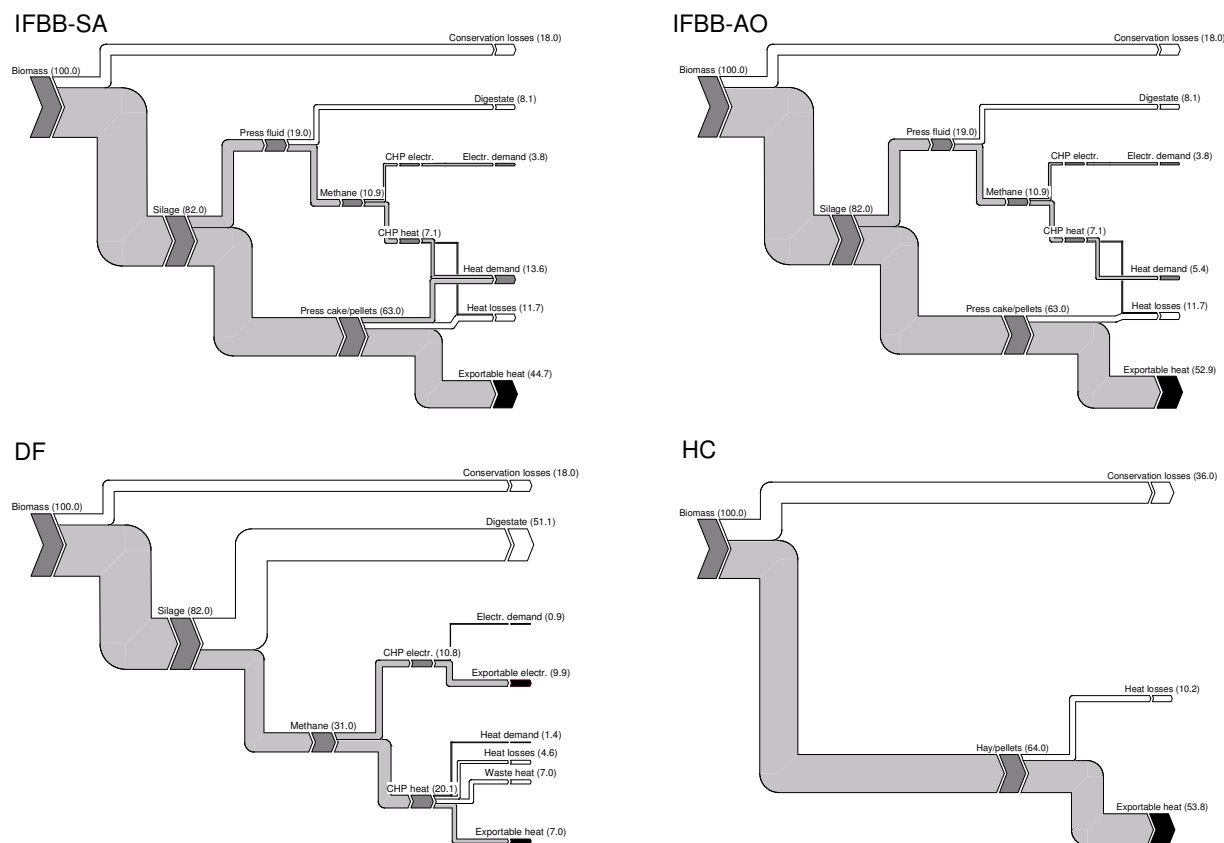 IFBB-SA
Conservation losses (18.0)
Biomass (100.0)
Digestate (8.1)
Press fluid (19.0)
CHP electr.
Electr. demand (3.8)
Methane (10.9)
Silage (82.0)
CHP heat (7.1)
Heat demand (13.6)
Press cake/pellets (63.0)
Heat losses (11.7)
Exportable heat (44.7)
IFBB-AO
Conservation losses (18.0)
Biomass (100.0)
Digestate (8.1)
Press fluid (19.0)
CHP electr.
Electr. demand (3.8)
Methane (10.9)
Silage (82.0)
CHP heat (7.1)
Heat demand (5.4)
Press cake/pellets (63.0)
Heat losses (11.7)
Exportable heat (52.9)
DF
Conservation losses (18.0)
Biomass (100.0)
Digestate (51.1)
Silage (82.0)
Electr. demand (0.9)
CHP electr. (10.8)
Exportable electr. (9.9)
Methane (31.0)
Heat demand (1.4)
Heat losses (4.6)
Waste heat (7.0)
CHP heat (20.1)
Exportable heat (7.0)
HC
Conservation losses (36.0)
Biomass (100.0)
Heat losses (10.2)
Hay/pellets (64.0)
Exportable heat (53.8)